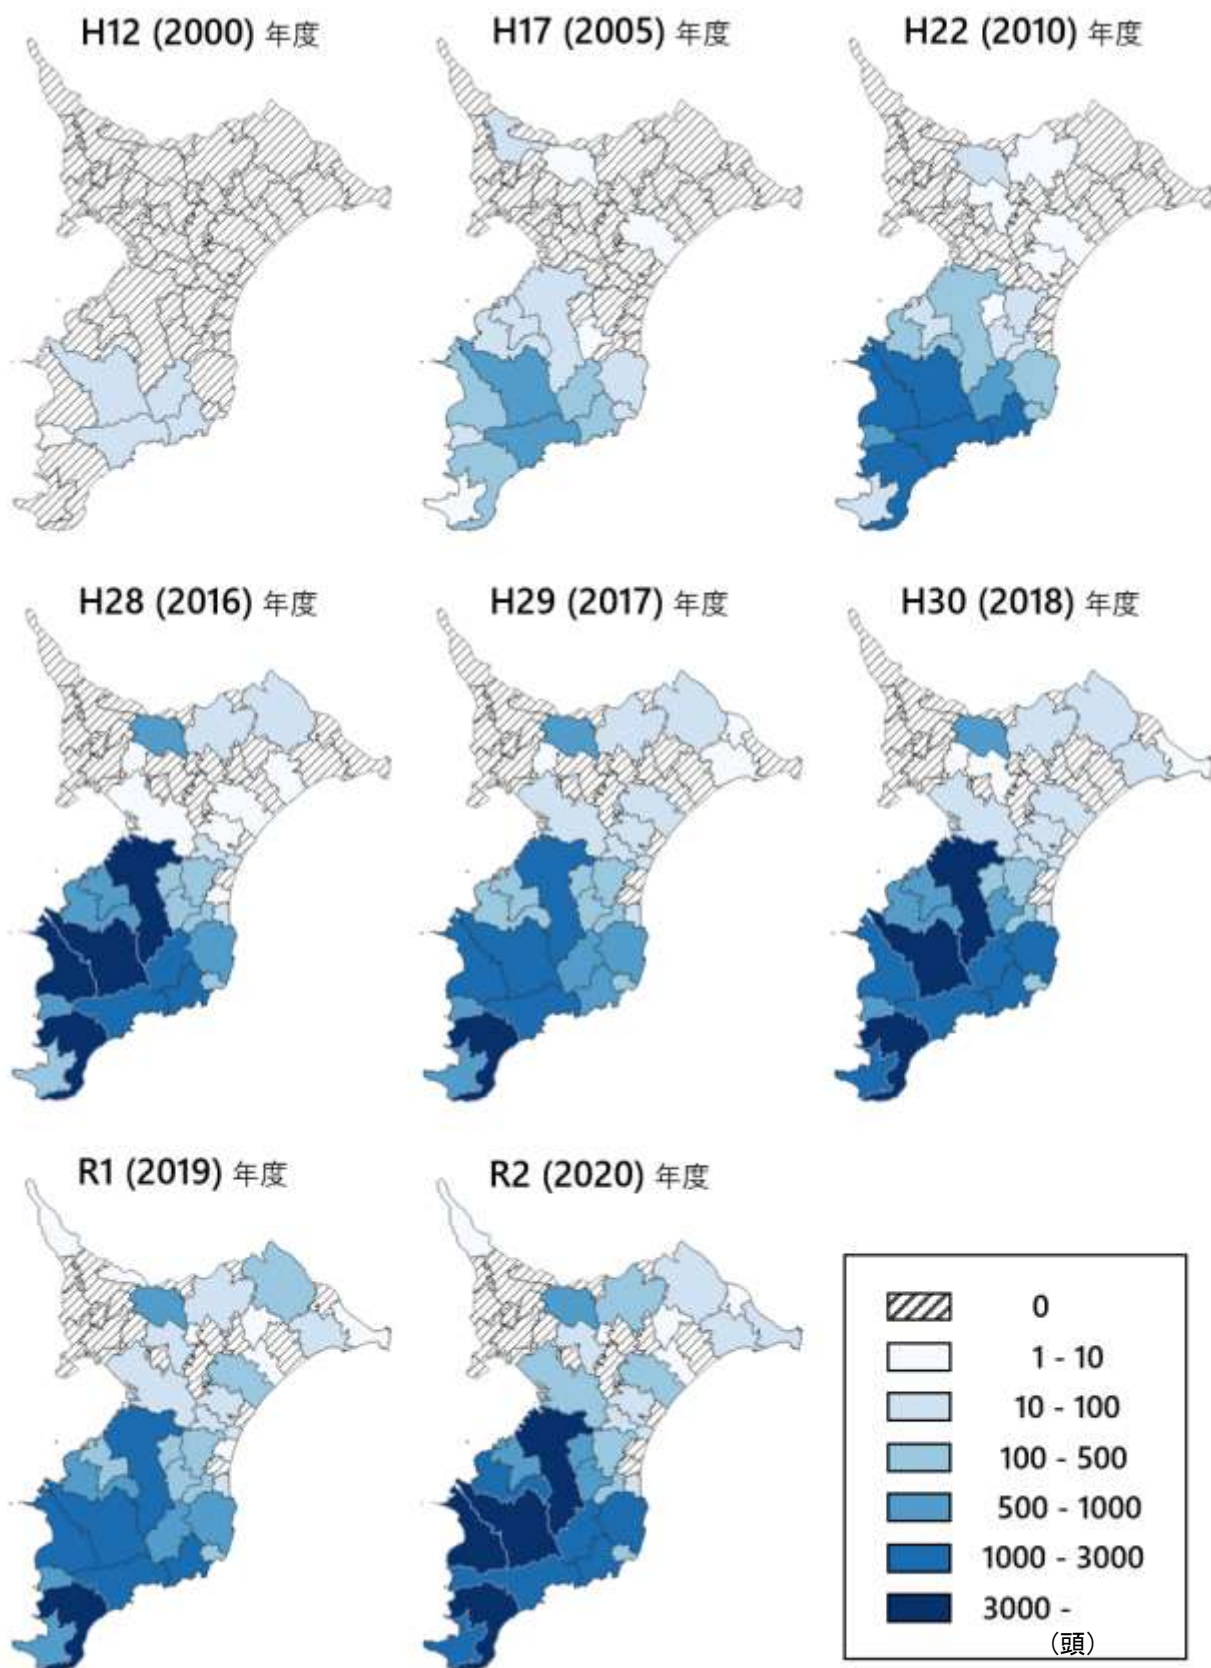 H12 (2000) 年度
H17 (2005) 年度
H22 (2010) 年度
H28 (2016) 年度
H29 (2017) 年度
H30 (2018) 年度
R1 (2019) 年度
R2 (2020) 年度
0
1 - 10
10 - 100
100 - 500
500 - 1000
1000 - 3000
3000 -
(頭)